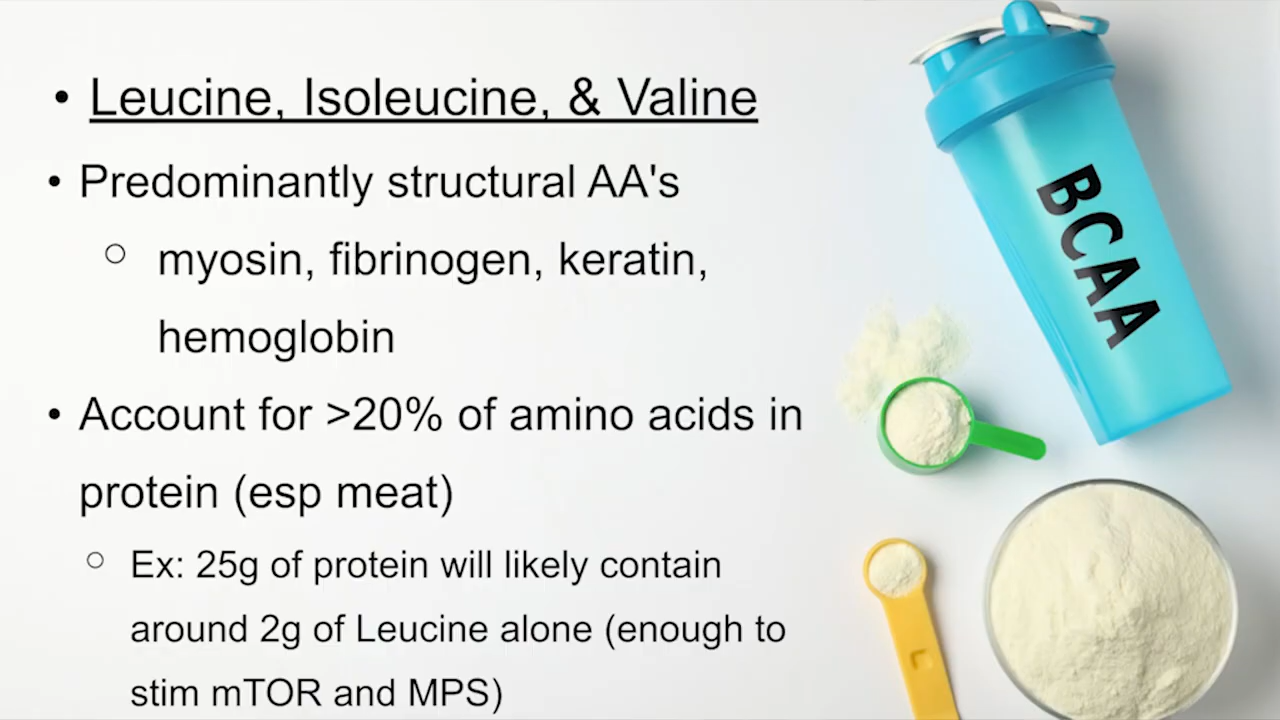 • Leucine, Isoleucine, & Valine
• Predominantly structural AA's
○ myosin, fibrinogen, keratin,
hemoglobin
• Account for >20% of amino acids in
protein (esp meat)
○ Ex: 25g of protein will likely contain
around 2g of Leucine alone (enough to
stim mTOR and MPS)
BCAA